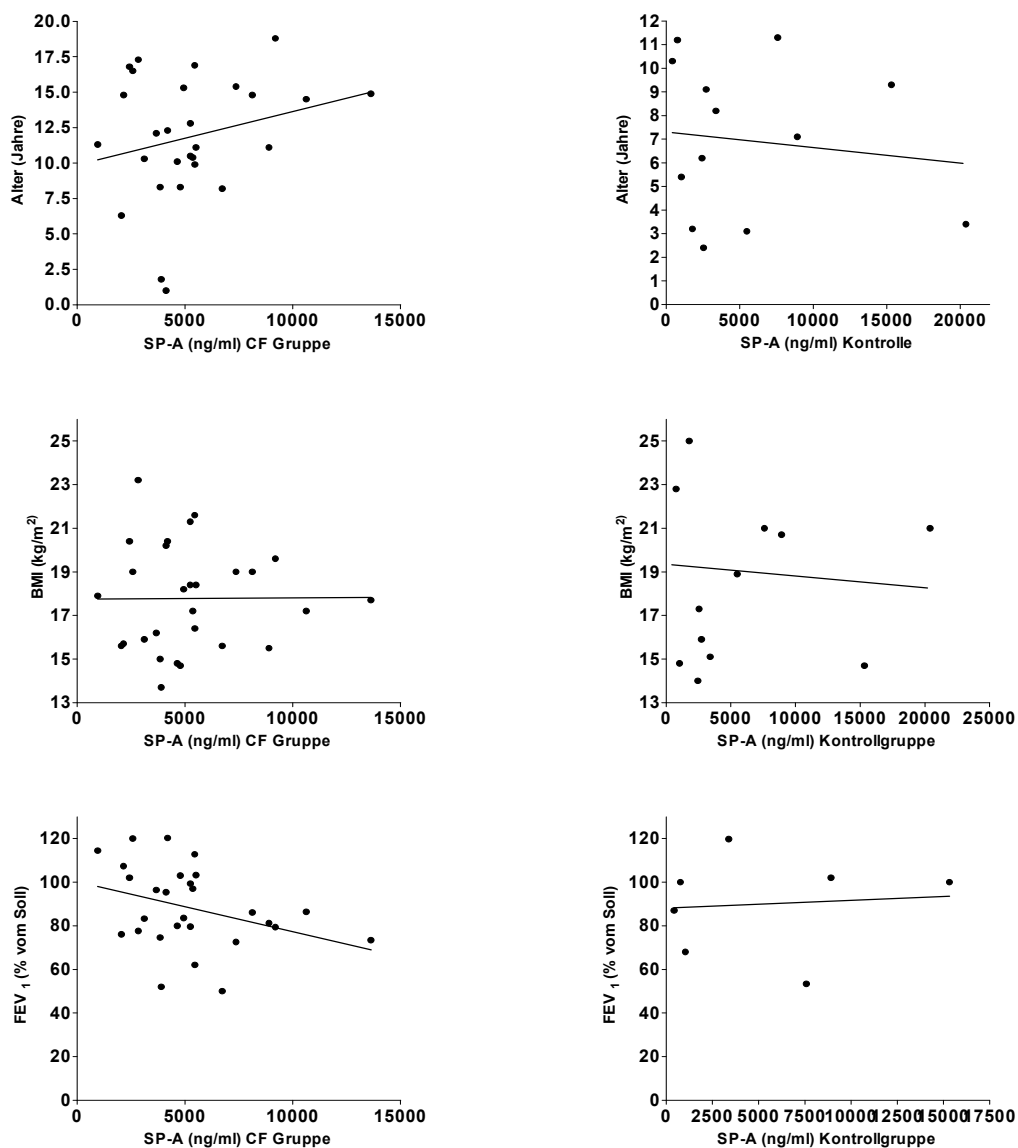 20.0
17.5
15.0
12.5
10.0
7.5
5.0
2.5
0.0
Alter (Jahre)
0 5000 10000 15000
SP-A (ng/ml) CF Gruppe
12
11
10
9
8
7
6
5
4
3
2
1
0
Alter (Jahre)
0 5000 10000 15000 20000
SP-A (ng/ml) Kontrolle
25
23
21
19
17
15
13
BMI (kg/m²)
0 5000 10000 15000
SP-A (ng/ml) CF Gruppe
25
23
21
19
17
15
13
BMI (kg/m²)
0 5000 10000 15000 20000 25000
SP-A (ng/ml) Kontrollgruppe
120
100
80
60
40
20
0
FEV 1 (% vom Soll)
0 5000 10000 15000
SP-A (ng/ml) CF Gruppe
120
100
80
60
40
20
0
FEV 1 (% vom Soll)
0 2500 5000 7500 10000 12500 15000 17500
SP-A (ng/ml) Kontrollgruppe